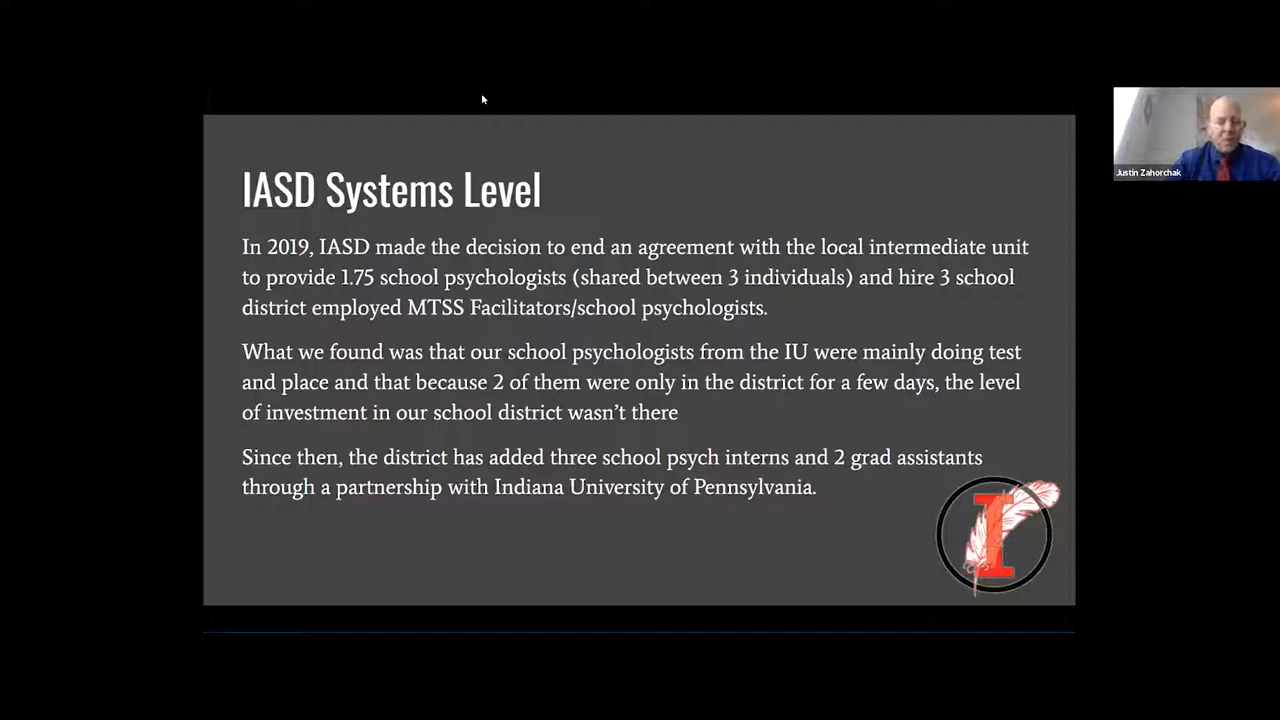 IASD Systems Level
In 2019, IASD made the decision to end an agreement with the local intermediate unit
to provide 1.75 school psychologists (shared between 3 individuals) and hire 3 school
district employed MTSS Facilitators/school psychologists.
What we found was that our school psychologists from the IU were mainly doing test
and place and that because 2 of them were only in the district for a few days, the level
of investment in our school district wasn't there
Since then, the district has added three school psych interns and 2 grad assistants
through a partnership with Indiana University of Pennsylvania.
I
Justin Zahorchak